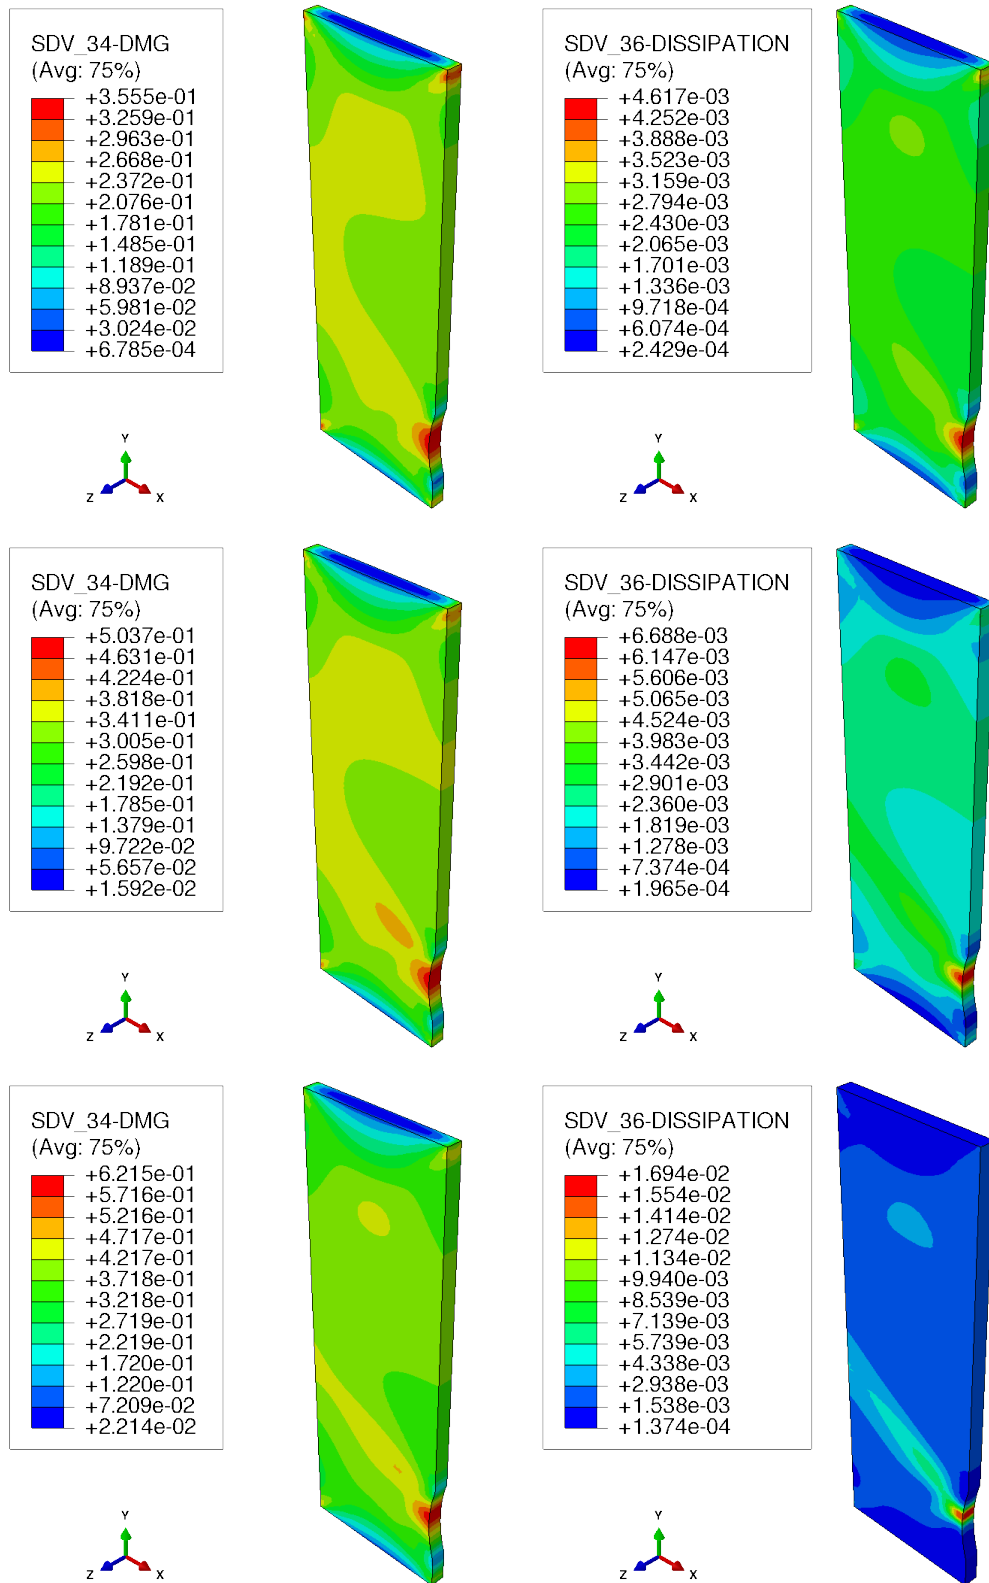 SDV_34-DMG
(Avg: 75%)
+3.555e-01
+3.259e-01
+2.963e-01
+2.668e-01
+2.372e-01
+2.076e-01
+1.781e-01
+1.485e-01
+1.189e-01
+8.937e-02
+5.981e-02
+3.024e-02
+6.785e-04
Y
Z
X
SDV_36-DISSIPATION
(Avg: 75%)
+4.617e-03
+4.252e-03
+3.888e-03
+3.523e-03
+3.159e-03
+2.794e-03
+2.430e-03
+2.065e-03
+1.701e-03
+1.336e-03
+9.718e-04
+6.074e-04
+2.429e-04
Y
Z
X
SDV_34-DMG
(Avg: 75%)
+5.037e-01
+4.631e-01
+4.224e-01
+3.818e-01
+3.411e-01
+3.005e-01
+2.598e-01
+2.192e-01
+1.785e-01
+1.379e-01
+9.722e-02
+5.657e-02
+1.592e-02
Y
Z
X
SDV_36-DISSIPATION
(Avg: 75%)
+6.688e-03
+6.147e-03
+5.606e-03
+5.065e-03
+4.524e-03
+3.983e-03
+3.442e-03
+2.901e-03
+2.360e-03
+1.819e-03
+1.278e-03
+7.374e-04
+1.965e-04
Y
Z
X
SDV_34-DMG
(Avg: 75%)
+6.215e-01
+5.716e-01
+5.216e-01
+4.717e-01
+4.217e-01
+3.718e-01
+3.218e-01
+2.719e-01
+2.219e-01
+1.720e-01
+1.220e-01
+7.209e-02
+2.214e-02
Y
Z
X
SDV_36-DISSIPATION
(Avg: 75%)
+1.694e-02
+1.554e-02
+1.414e-02
+1.274e-02
+1.134e-02
+9.940e-03
+8.539e-03
+7.139e-03
+5.739e-03
+4.338e-03
+2.938e-03
+1.538e-03
+1.374e-04
Y
Z
X